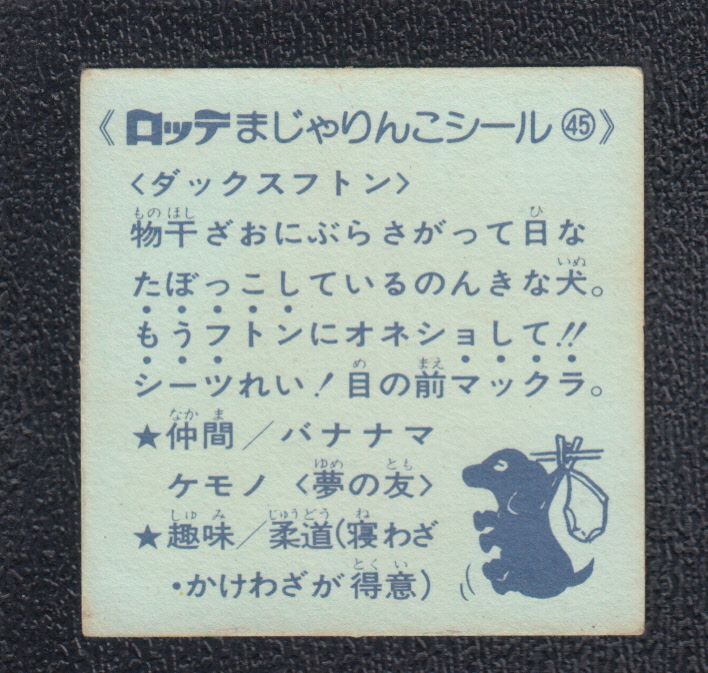 《ロッテまじゃりんこシール㊺》
〈ダックスフトン〉
物干ざおにぶらさがって日な
たぼっこしているのんきな犬。
もうフトンにオネショして!!
シーツれい!目の前マックラ。
★仲間/バナナマ
ケモノ〈夢の友〉
★趣味/柔道(寝わざ
・かけわざが得意)